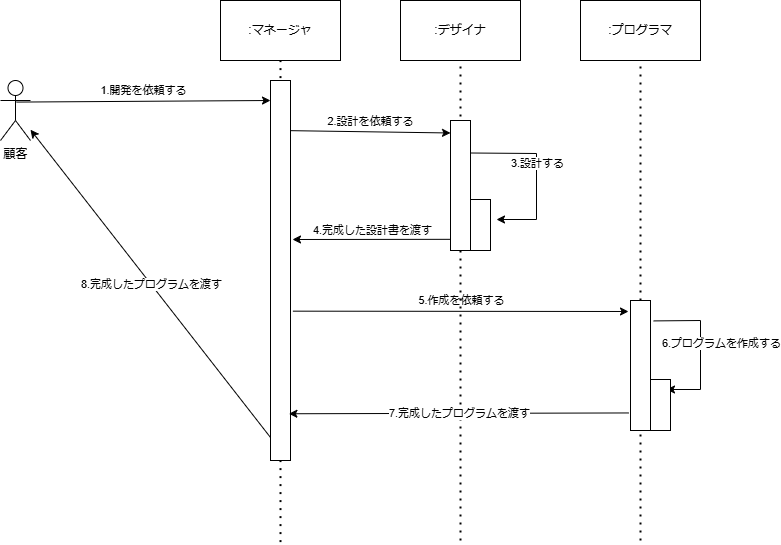 :マネージャ
:デザイナ
:プログラマ
1.開発を依頼する
2.設計を依頼する
顧客
3.設計する
4.完成した設計書を渡す
8.完成したプログラムを渡す
5.作成を依頼する
6.プログラムを作成する
7.完成したプログラムを渡す